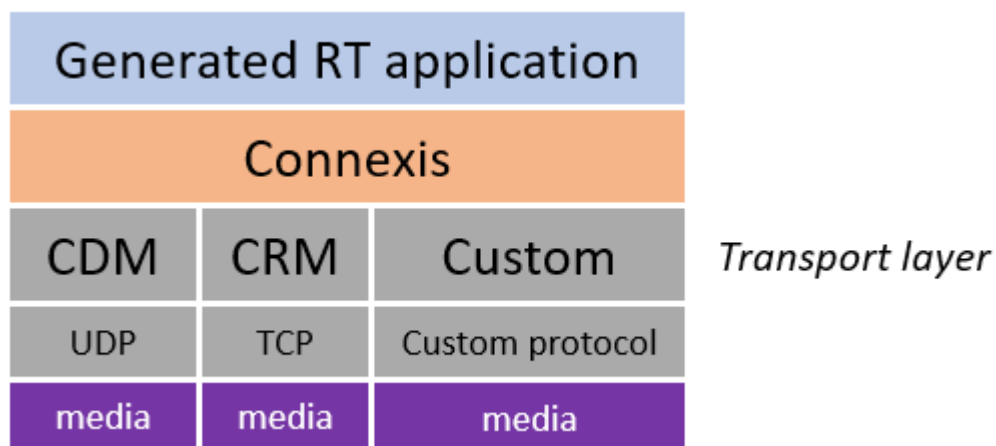 Generated RT application
Connexis
CDM CRM Custom Transport layer
UDP TCP Custom protocol
media media media